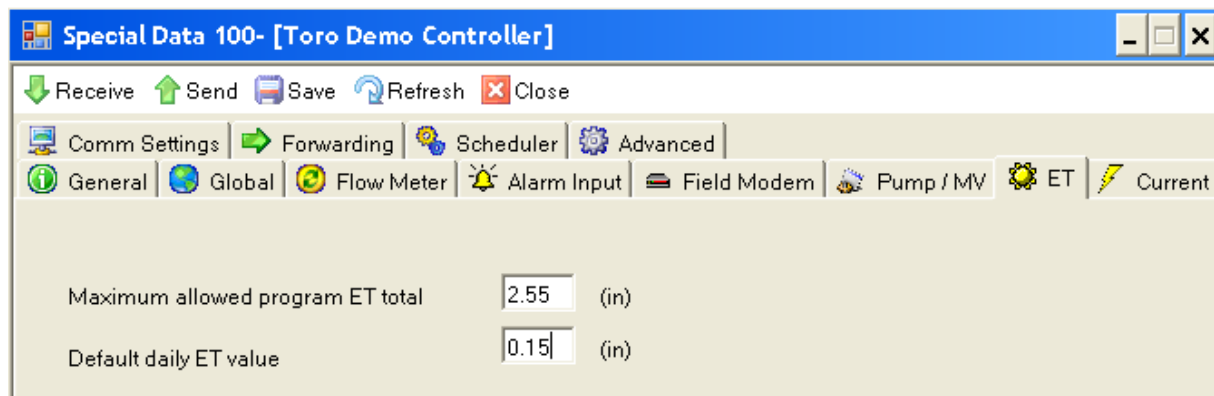 Special Data 100- [Toro Demo Controller]
Receive Send Save Refresh Close
Comm Settings Forwarding Scheduler Advanced
General Global Flow Meter Alarm Input Field Modem Pump / MV ET Current
Maximum allowed program ET total 2.55 (in)
Default daily ET value 0.15 (in)